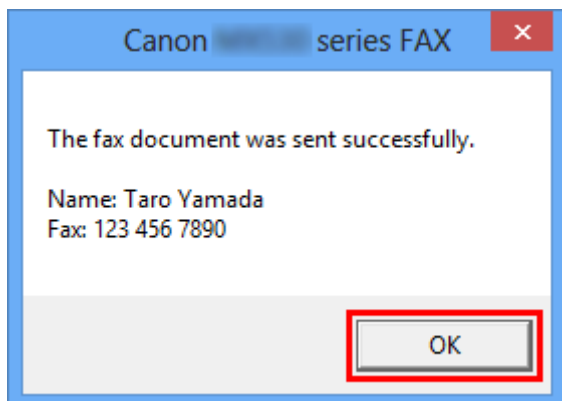 Canon series FAX
The fax document was sent successfully.
Name: Taro Yamada
Fax: 123 456 7890
OK